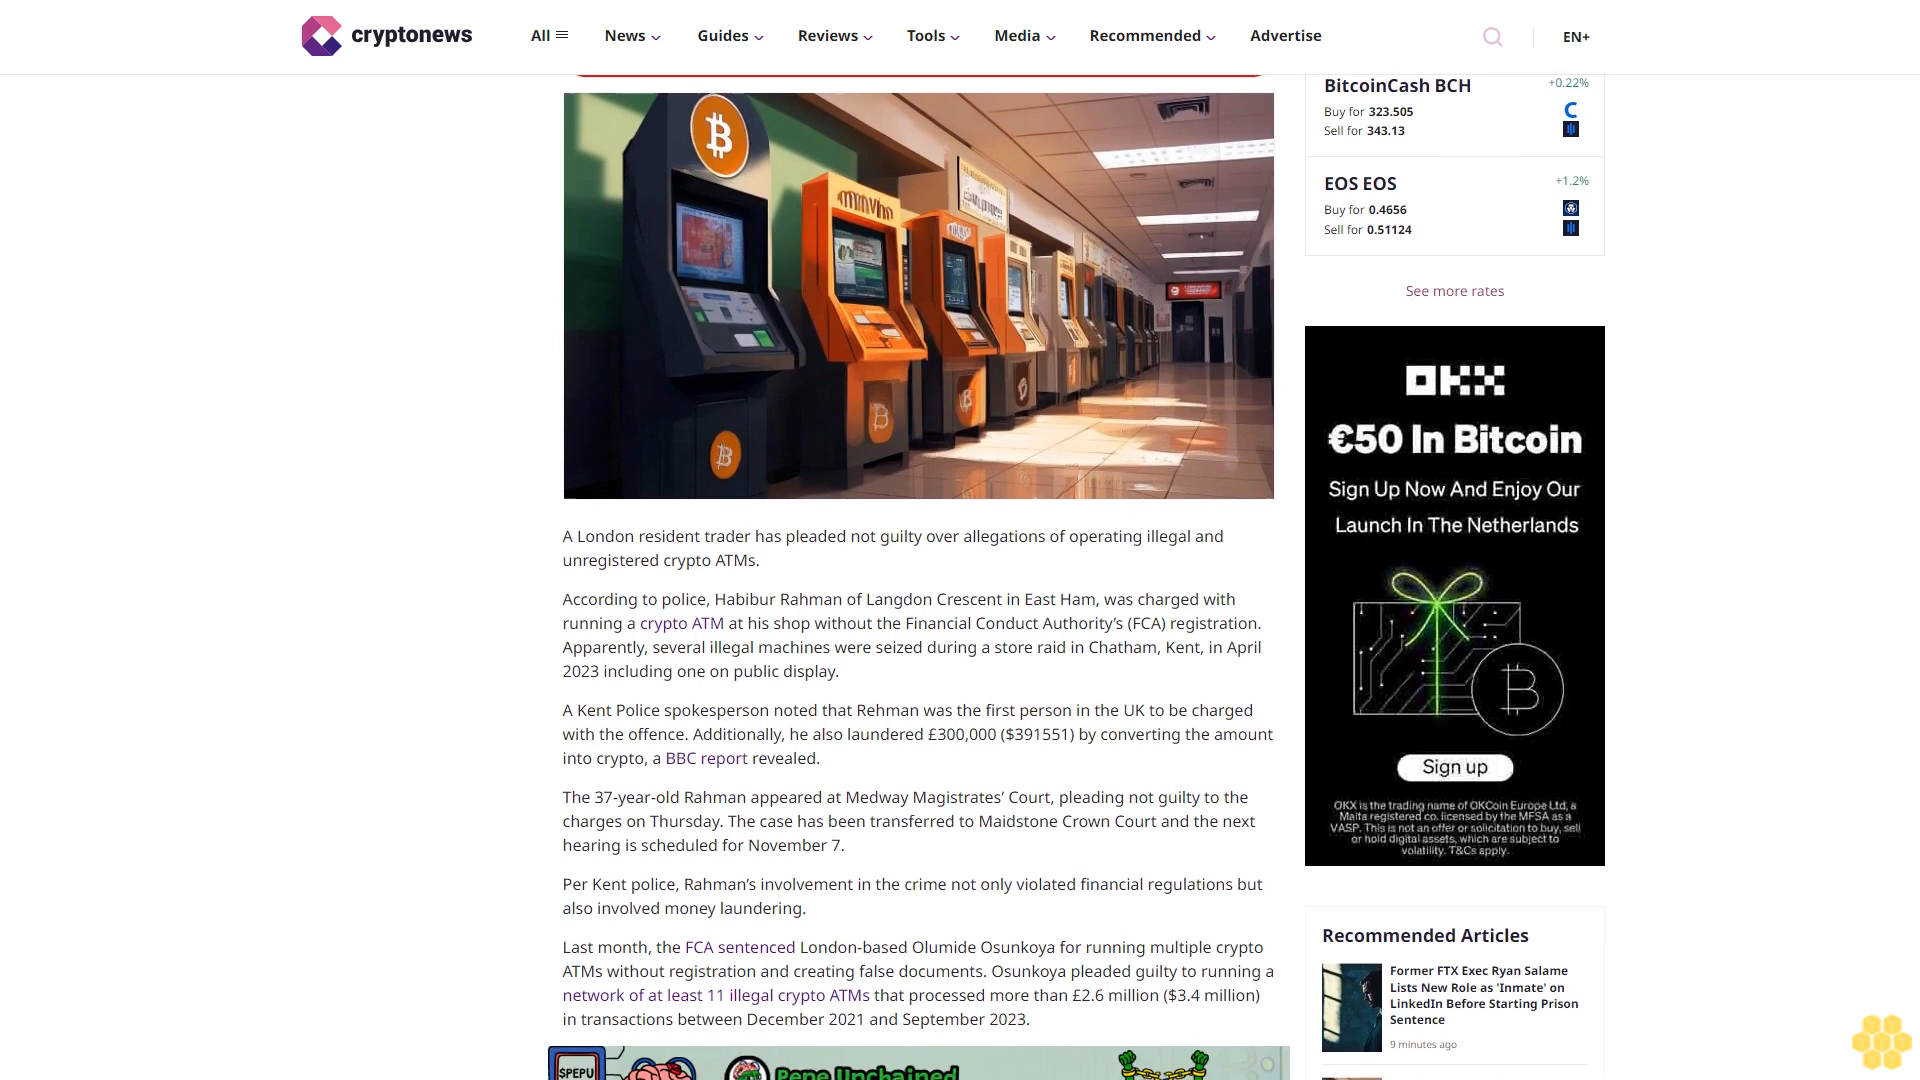 cryptonews
All
News
Guides
Reviews
Tools
Media
Recommended
Advertise
EN+
A London resident trader has pleaded not guilty over allegations of operating illegal and
unregistered crypto ATMs.
According to police, Habibur Rahman of Langdon Crescent in East Ham, was charged with
running a crypto ATM at his shop without the Financial Conduct Authority’s (FCA) registration.
Apparently, several illegal machines were seized during a store raid in Chatham, Kent, in April
2023 including one on public display.
A Kent Police spokesperson noted that Rehman was the first person in the UK to be charged
with the offence. Additionally, he also laundered £300,000 ($391551) by converting the amount
into crypto, a BBC report revealed.
The 37-year-old Rahman appeared at Medway Magistrates’ Court, pleading not guilty to the
charges on Thursday. The case has been transferred to Maidstone Crown Court and the next
hearing is scheduled for November 7.
Per Kent police, Rahman’s involvement in the crime not only violated financial regulations but
also involved money laundering.
Last month, the FCA sentenced London-based Olumide Osunkoya for running multiple crypto
ATMs without registration and creating false documents. Osunkoya pleaded guilty to running a
network of at least 11 illegal crypto ATMs that processed more than £2.6 million ($3.4 million)
in transactions between December 2021 and September 2023.
$PEPU
Pepe Unchained
BitcoinCash BCH
+0.22%
Buy for 323.505
Sell for 343.13
EOS EOS
+1.2%
Buy for 0.4656
Sell for 0.51124
See more rates
OKX
€50 In Bitcoin
Sign Up Now And Enjoy Our
Launch In The Netherlands
Sign up
OKX is the trading name of OKCoin Europe Ltd, a
Malta registered co. licensed by the MFSA as a
VASP. This is not an offer or solicitation to buy, sell
or hold digital assets, which are subject to
volatility. T&Cs apply.
Recommended Articles
Former FTX Exec Ryan Salame
Lists New Role as 'Inmate' on
LinkedIn Before Starting Prison
Sentence
9 minutes ago